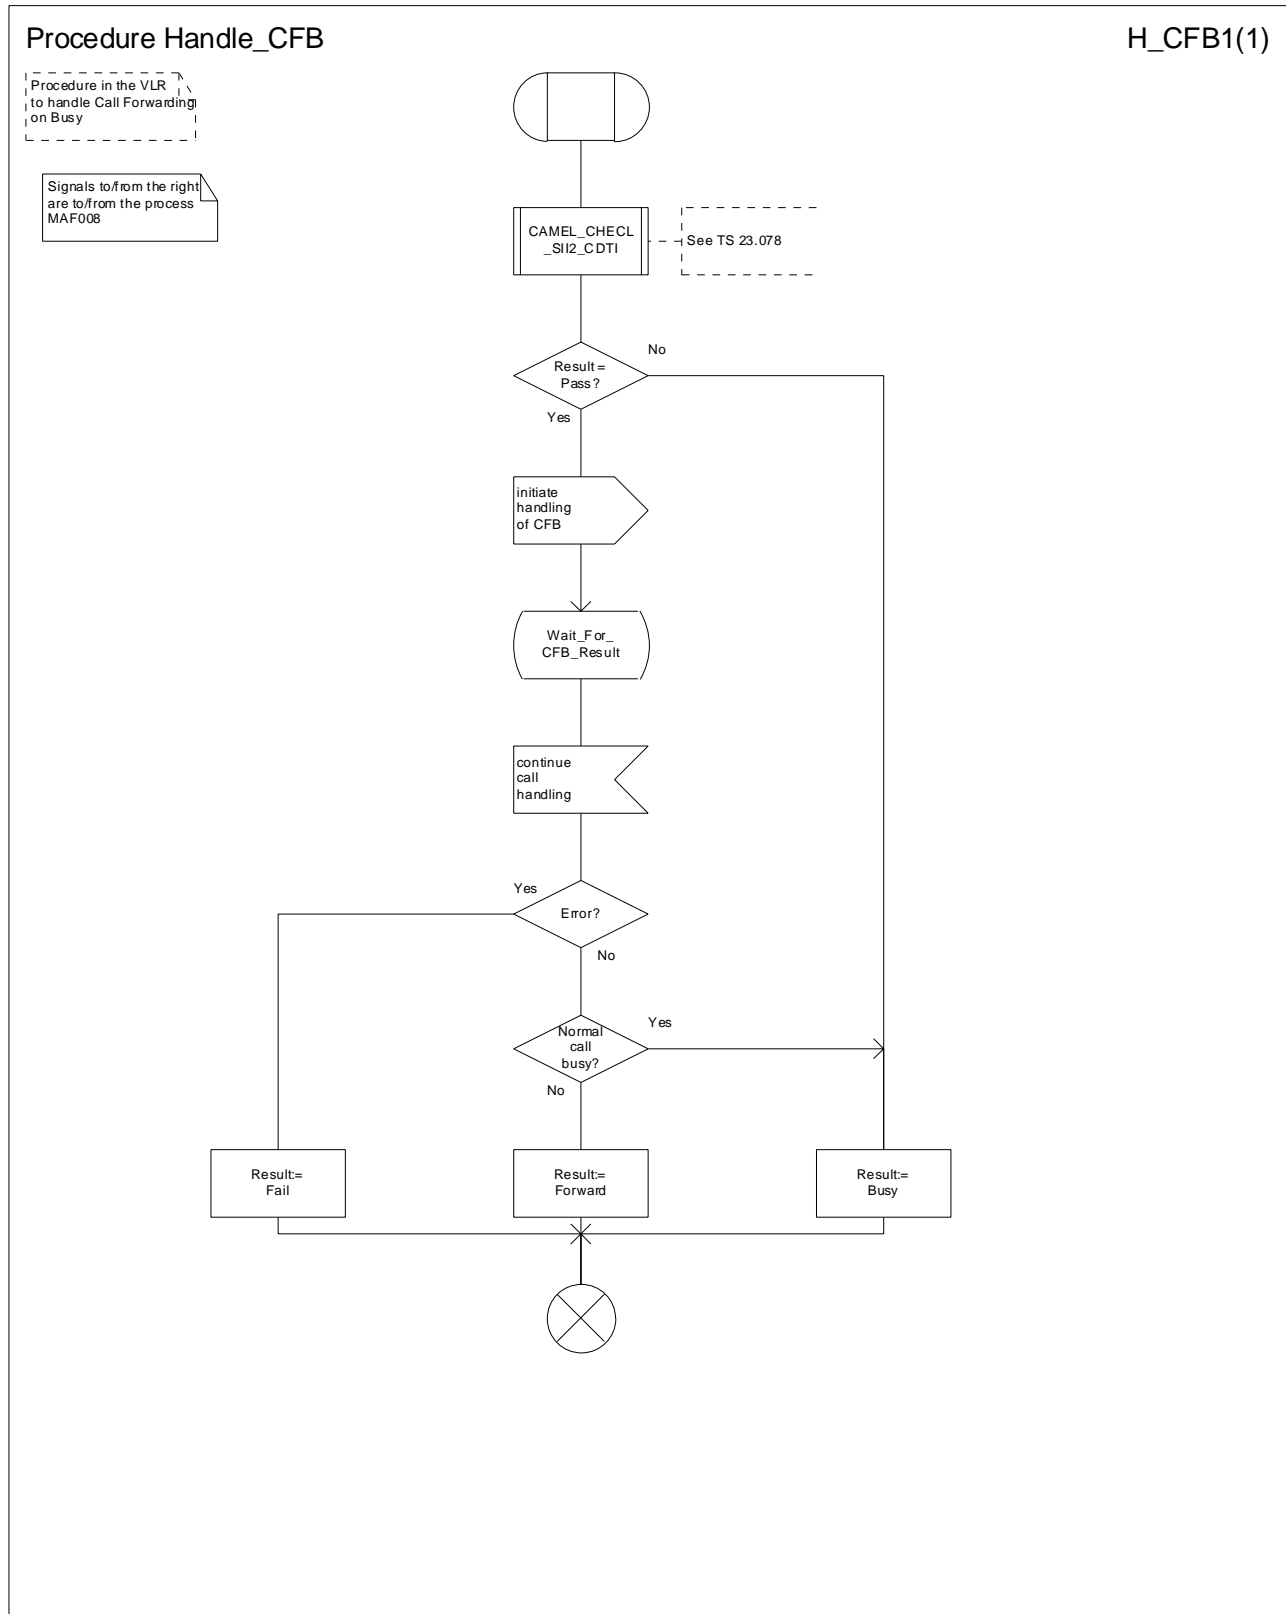 Procedure Handle_CFB
H_CFB1(1)
Procedure in the VLR
to handle Call Forwarding
on Busy
Signals to/from the right
are to/from the process
MAF008
CAMEL_CHECL
_SII2_CDTI
See TS 23.078
Result=
Pass?
No
Yes
initiate
handling
of CFB
Wait_For_
CFB_Result
continue
call
handling
Yes
Error?
No
Normal
call
busy?
Yes
No
Result:=
Fail
Result:=
Forward
Result:=
Busy